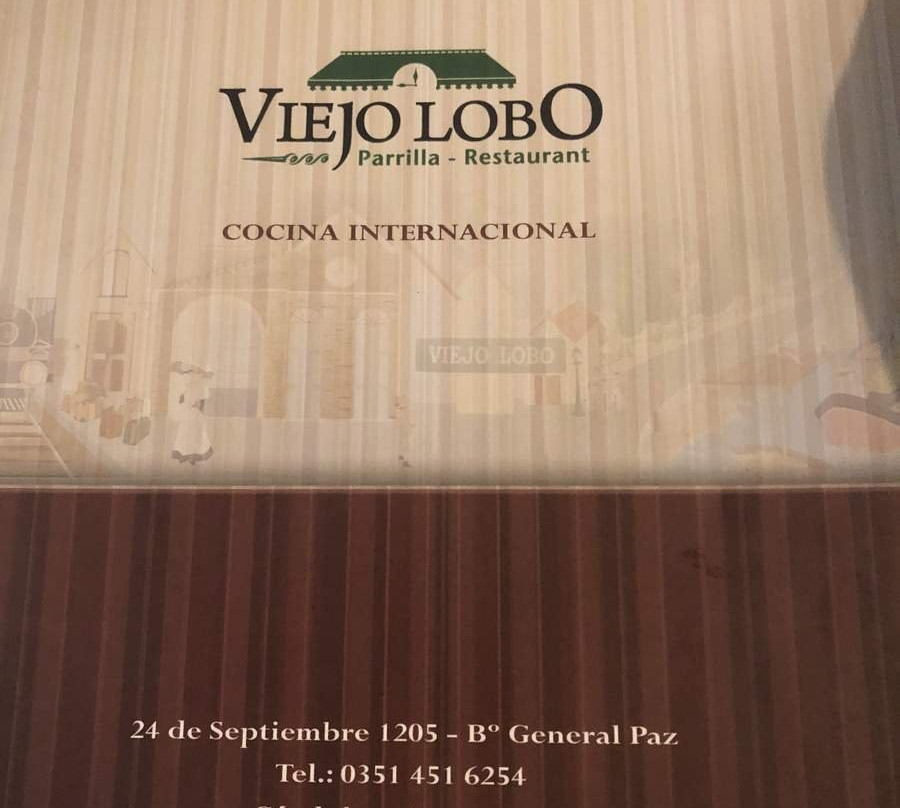 VIEJO LOBO
Parrilla - Restaurant
COCINA INTERNACIONAL
VIEJO LOBO
24 de Septiembre 1205 - Bº General Paz
Tel.: 0351 451 6254